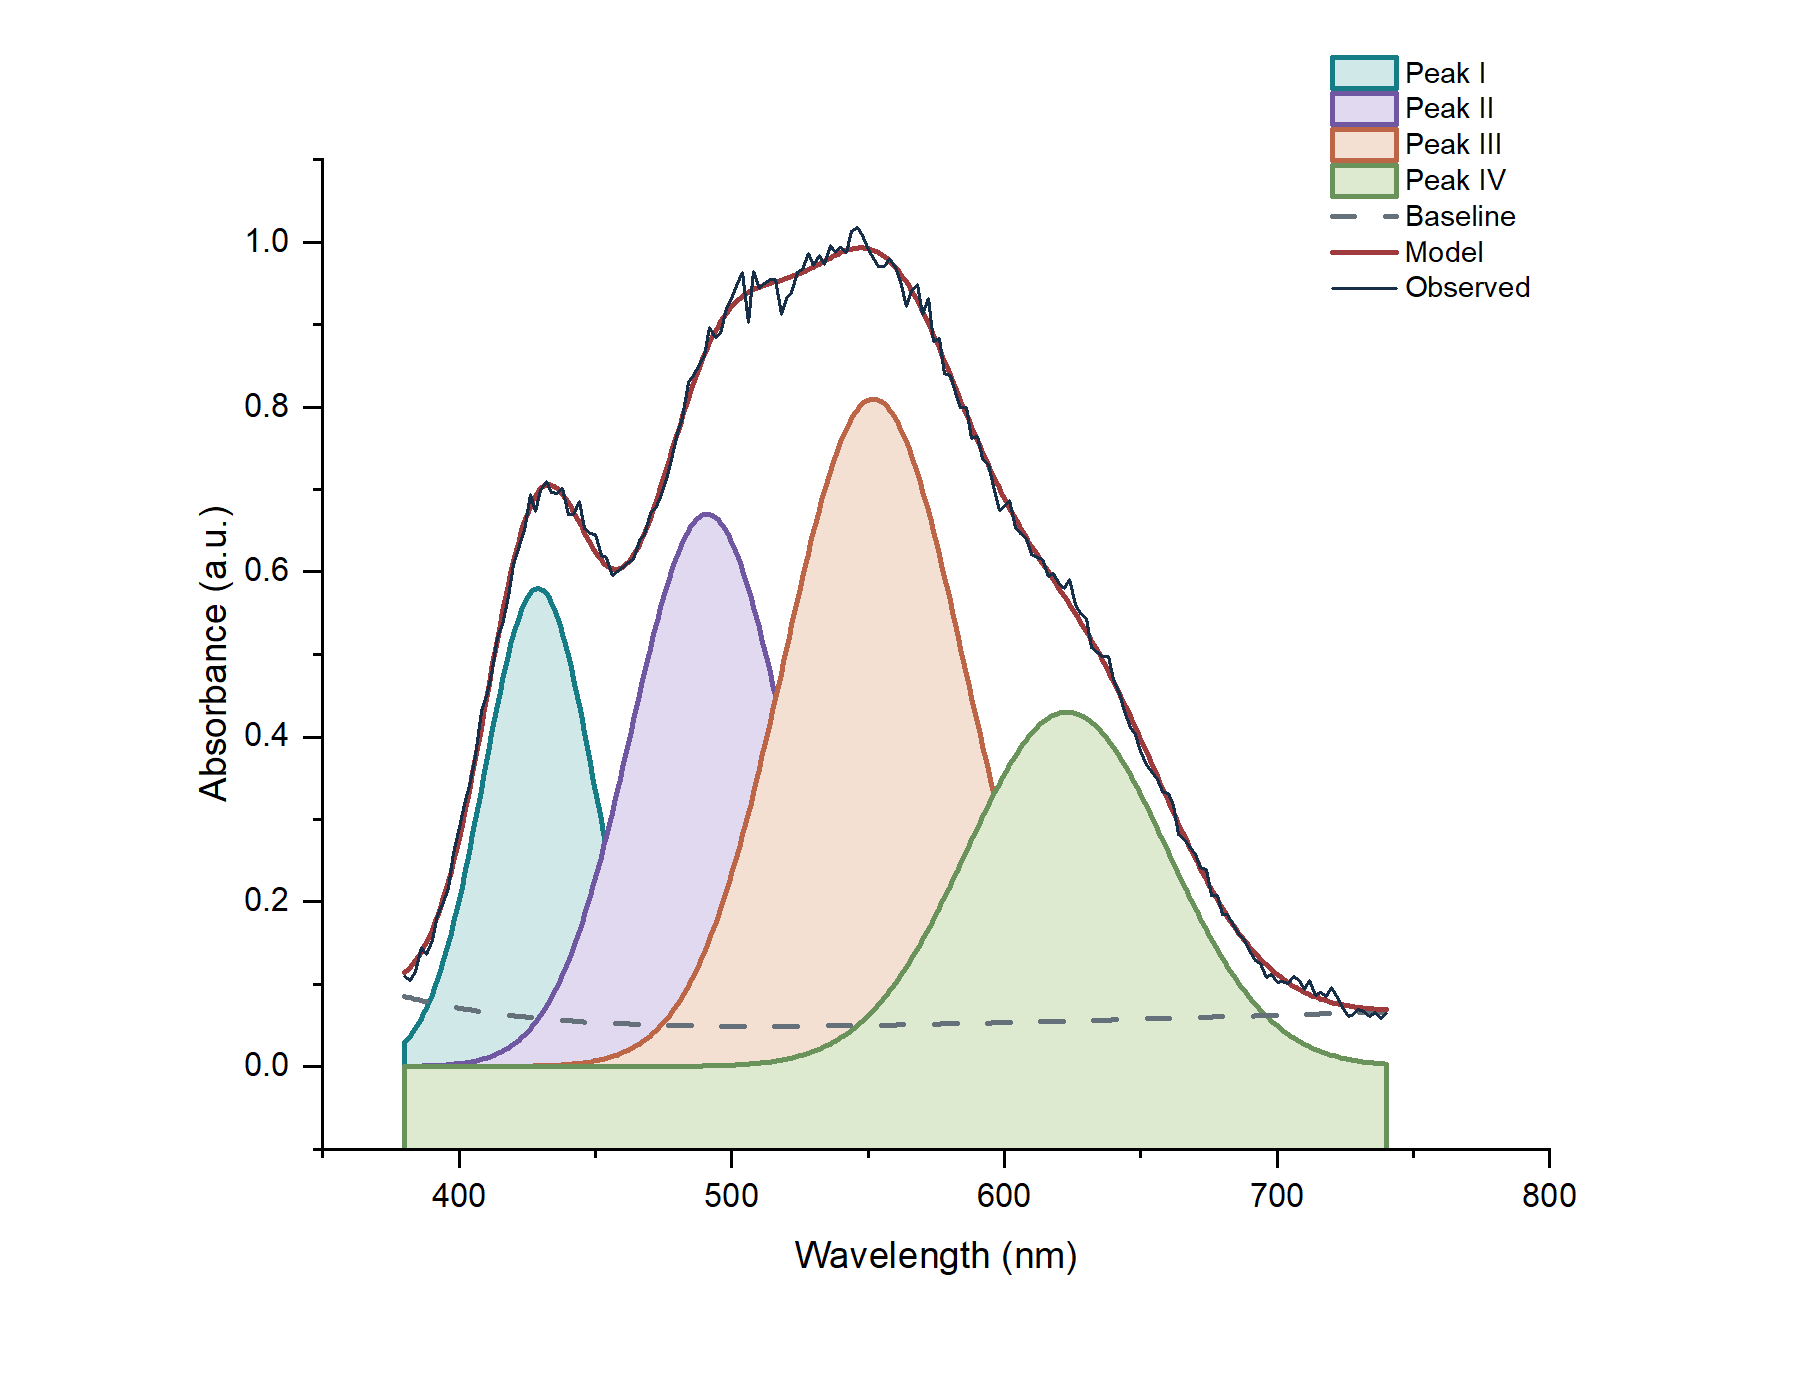 Peak I
Peak II
Peak III
Peak IV
Baseline
Model
Observed
1.0
0.8
0.6
0.4
0.2
0.0
Absorbance (a.u.)
400 500 600 700 800
Wavelength (nm)